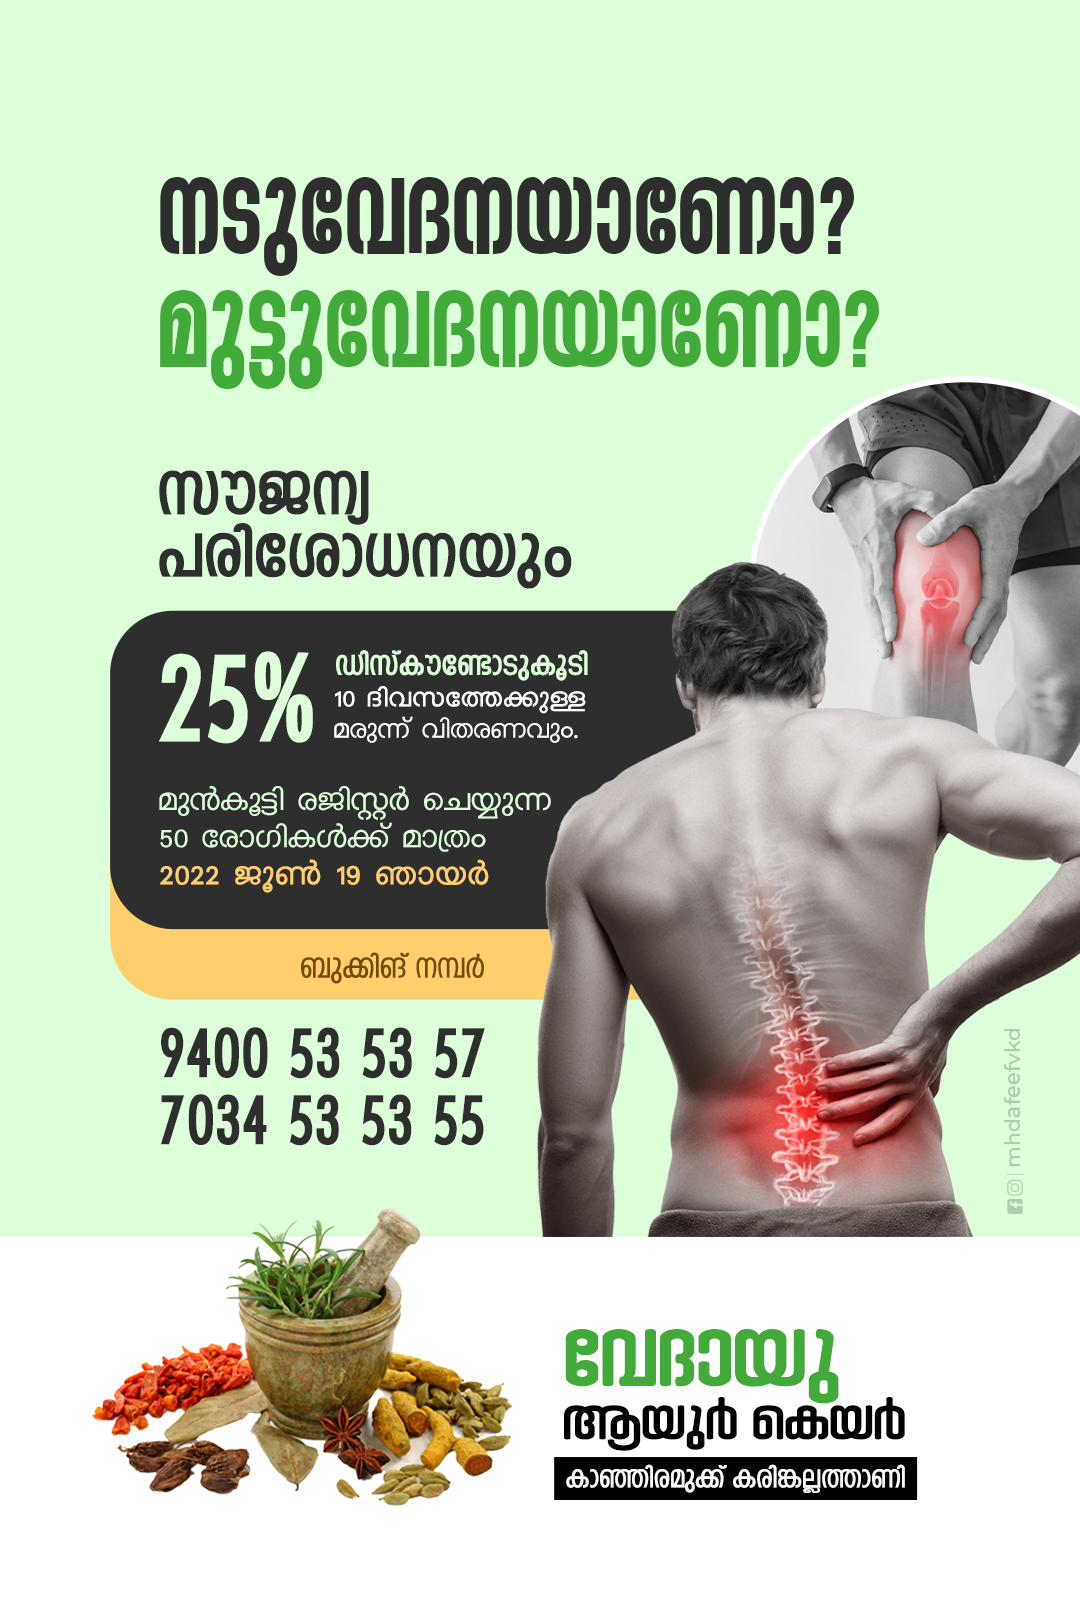 നടുവേദനയാണോ?
മുട്ടുവേദനയാണോ?
സൗജന്യ
പരിശോധനയും
25% ഡിസ്കൗണ്ടോടുകൂടി
10 ദിവസത്തേക്കുള്ള
മരുന്ന് വിതരണവും.
മുൻകൂട്ടി രജിസ്റ്റർ ചെയ്യുന്ന
50 രോഗികൾക്ക് മാത്രം
2022 ജൂൺ 19 ഞായർ
ബുക്കിങ് നമ്പർ
9400 53 53 57
7034 53 53 55
mhdafeefvkd
വേദായു
ആയുർ കെയർ
കാഞ്ഞിരമുക്ക് കരിങ്കല്ലത്താണി